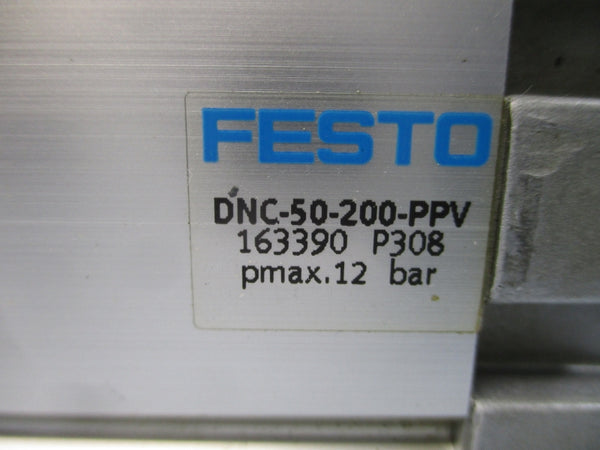 FESTO
DNC-50-200-PPV
163390 P308
pmax.12 bar